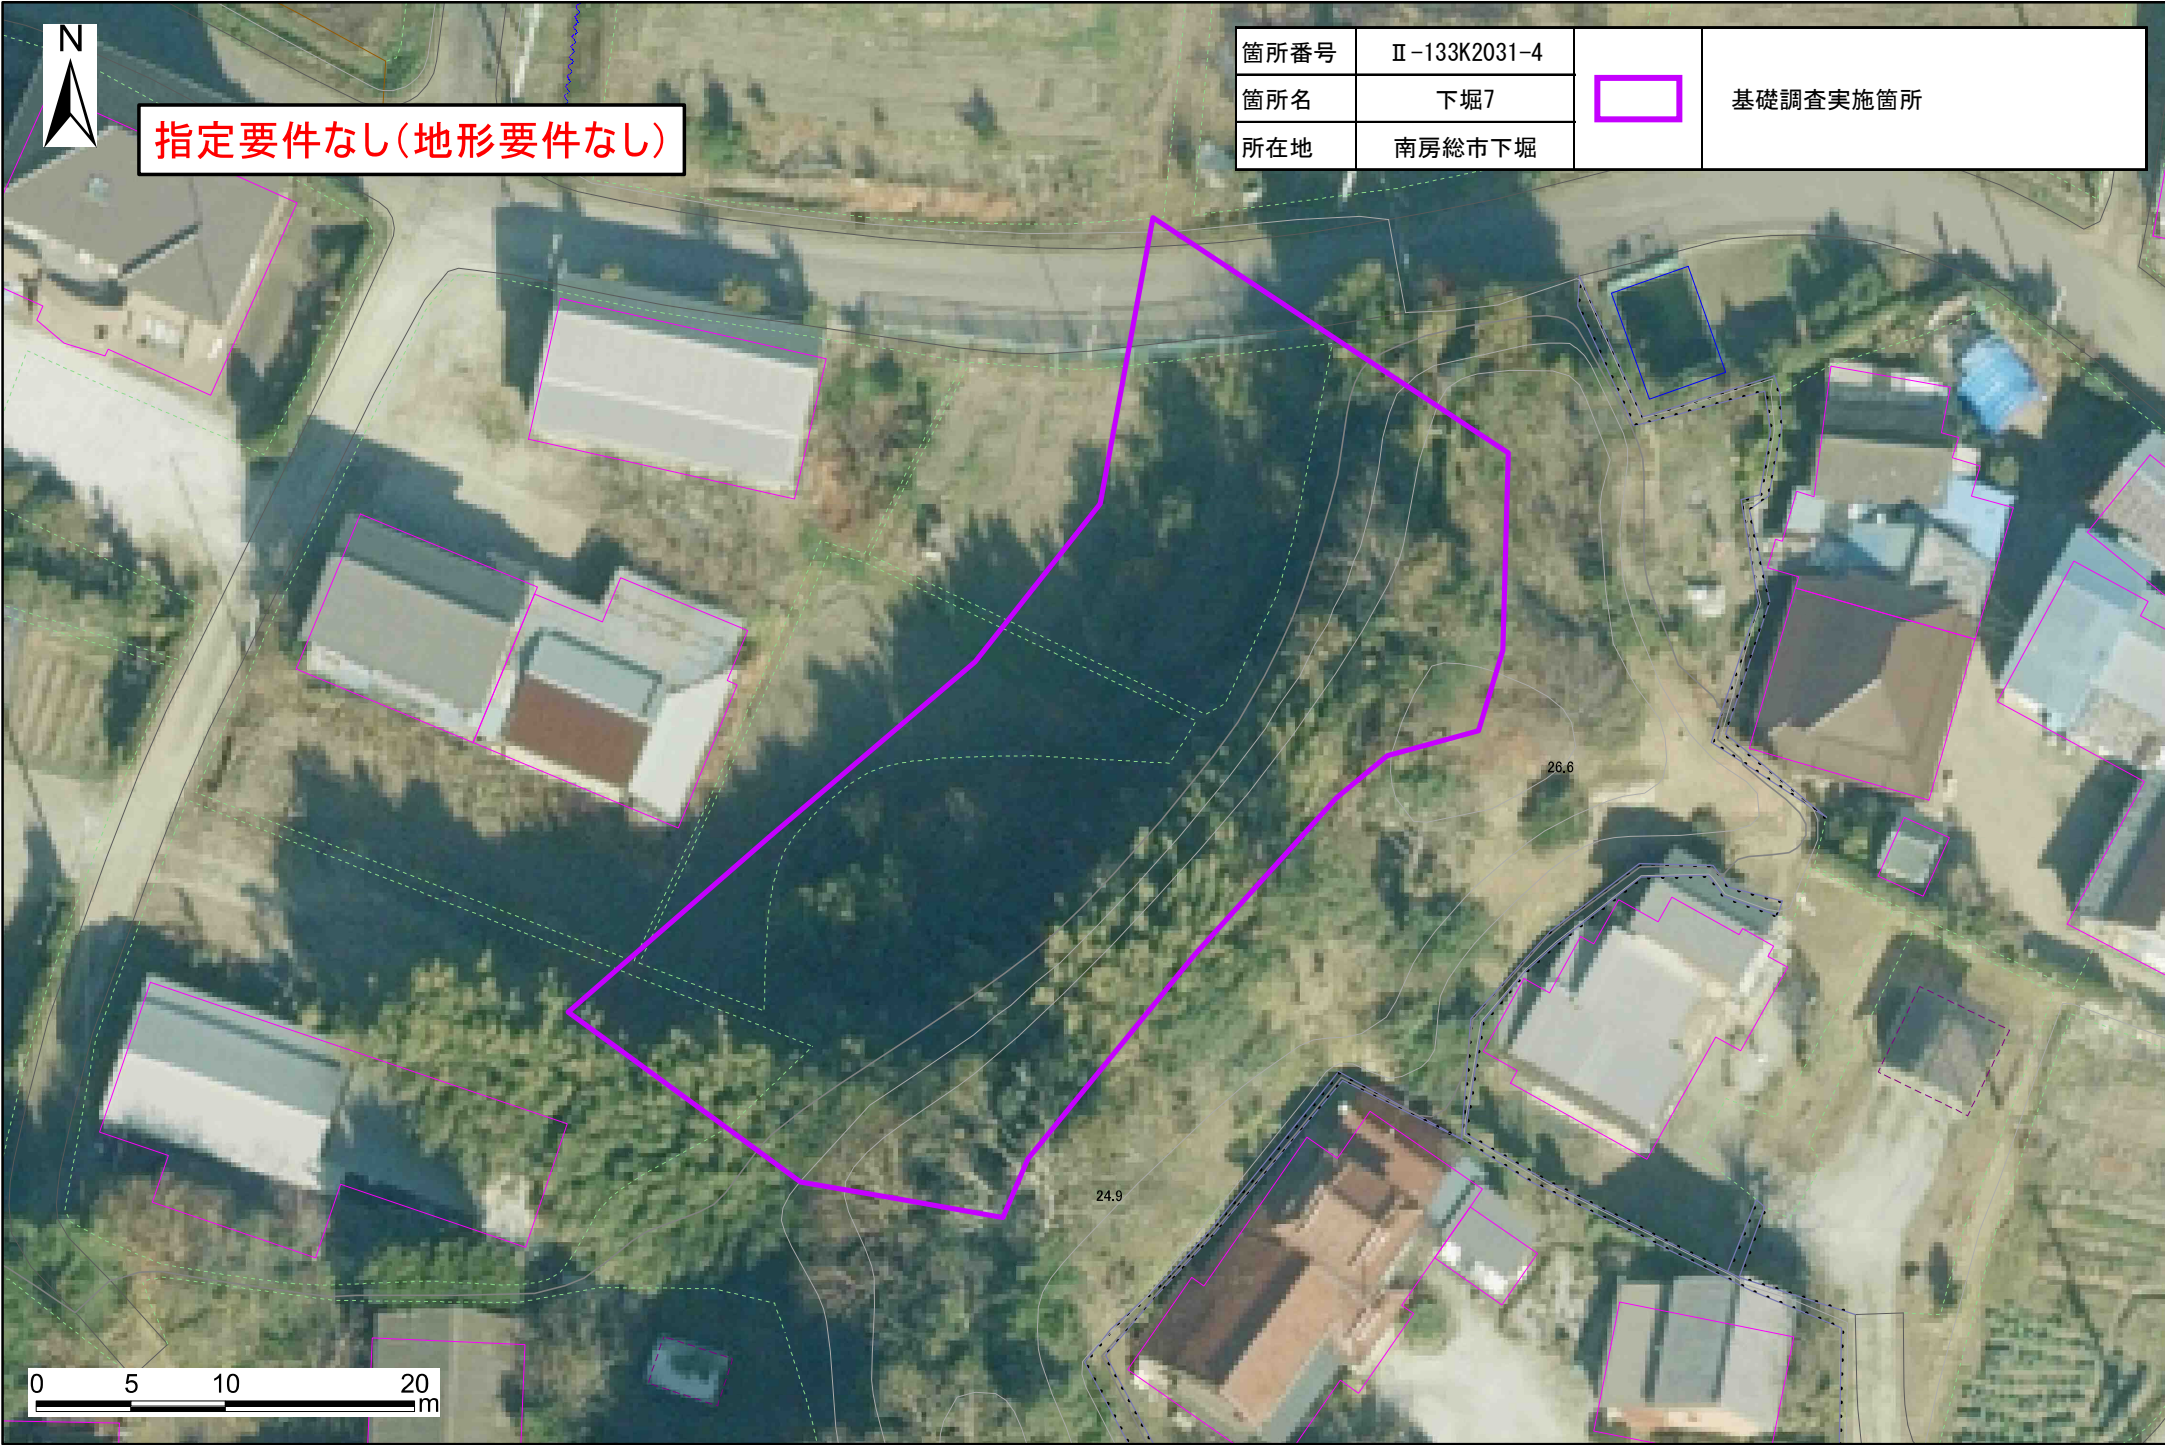 N
指定要件なし(地形要件なし)
箇所番号 Ⅱ-133K2031-4
箇所名 下堀7
所在地 南房総市下堀
基礎調査実施箇所
26.6
24.9
0 5 10 20 m